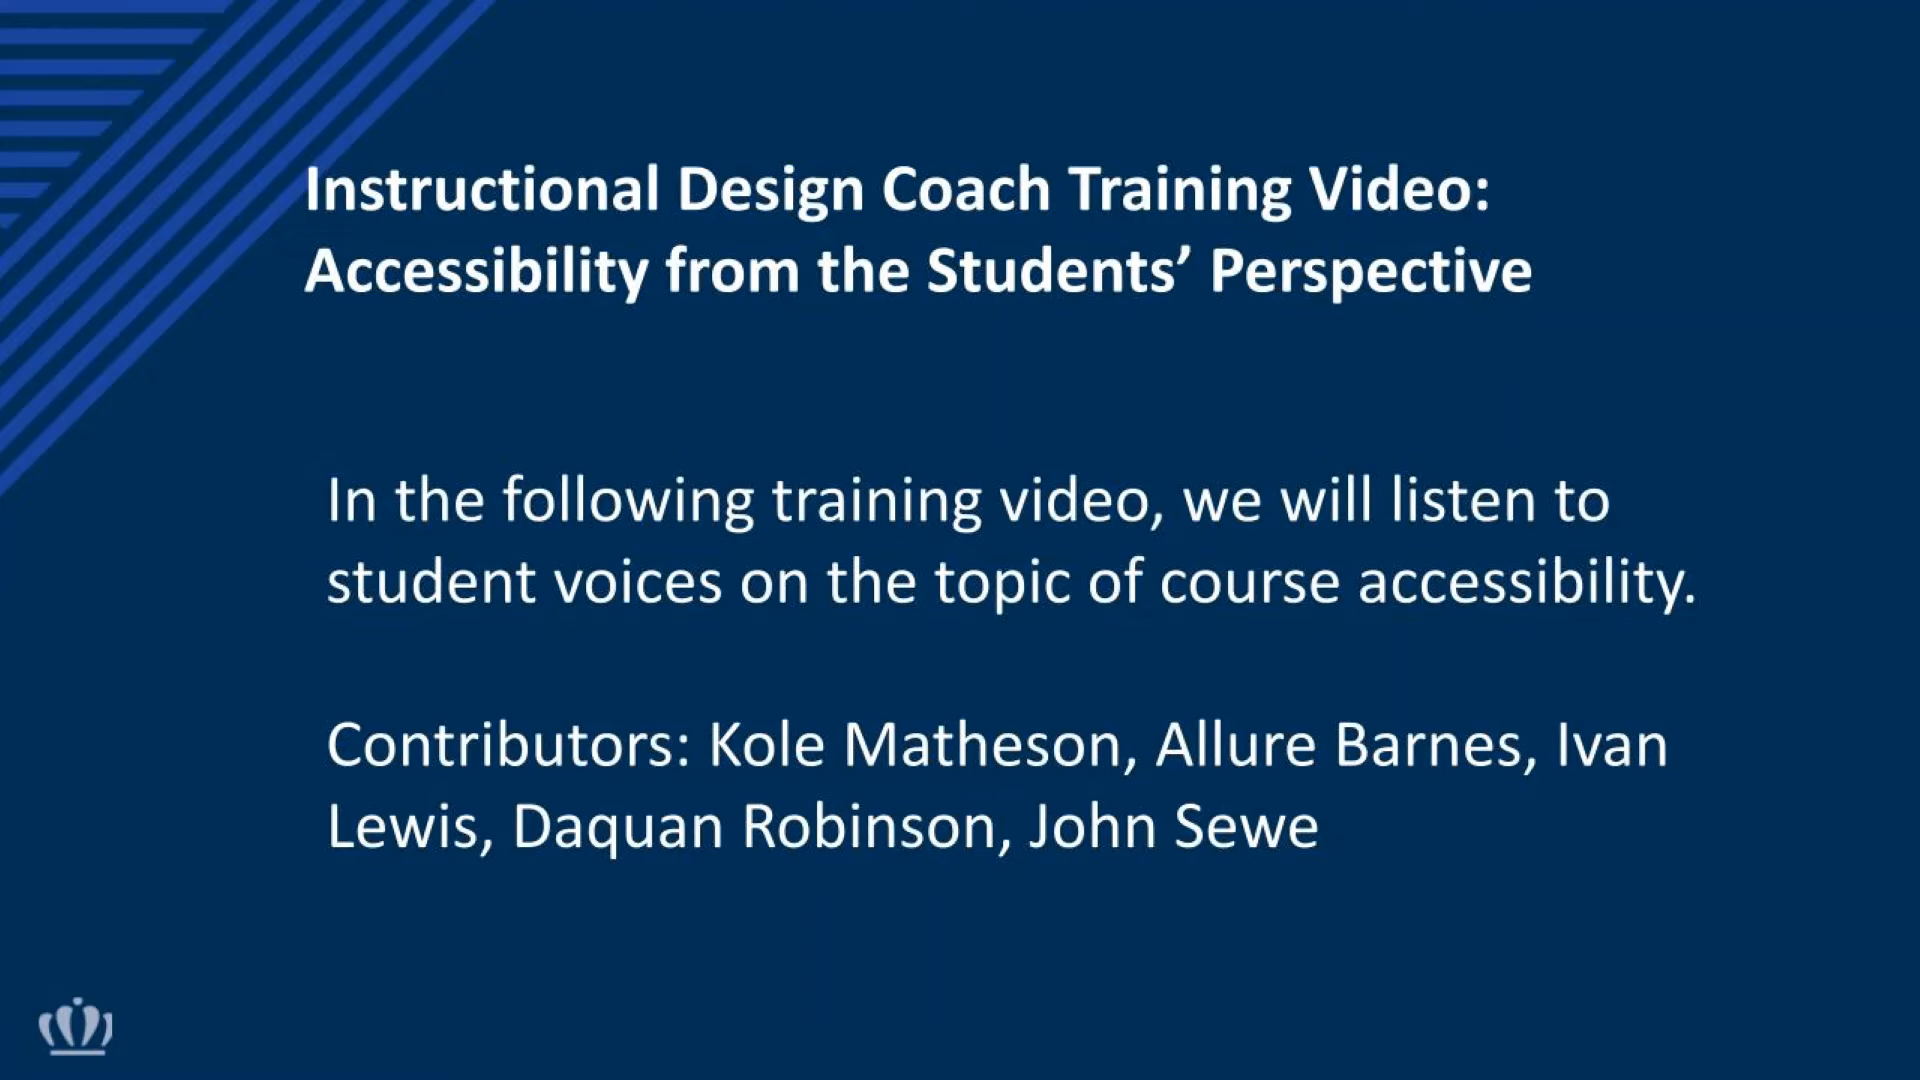 Instructional Design Coach Training Video:
Accessibility from the Students’ Perspective
In the following training video, we will listen to
student voices on the topic of course accessibility.
Contributors: Kole Matheson, Allure Barnes, Ivan
Lewis, Daquan Robinson, John Sewe